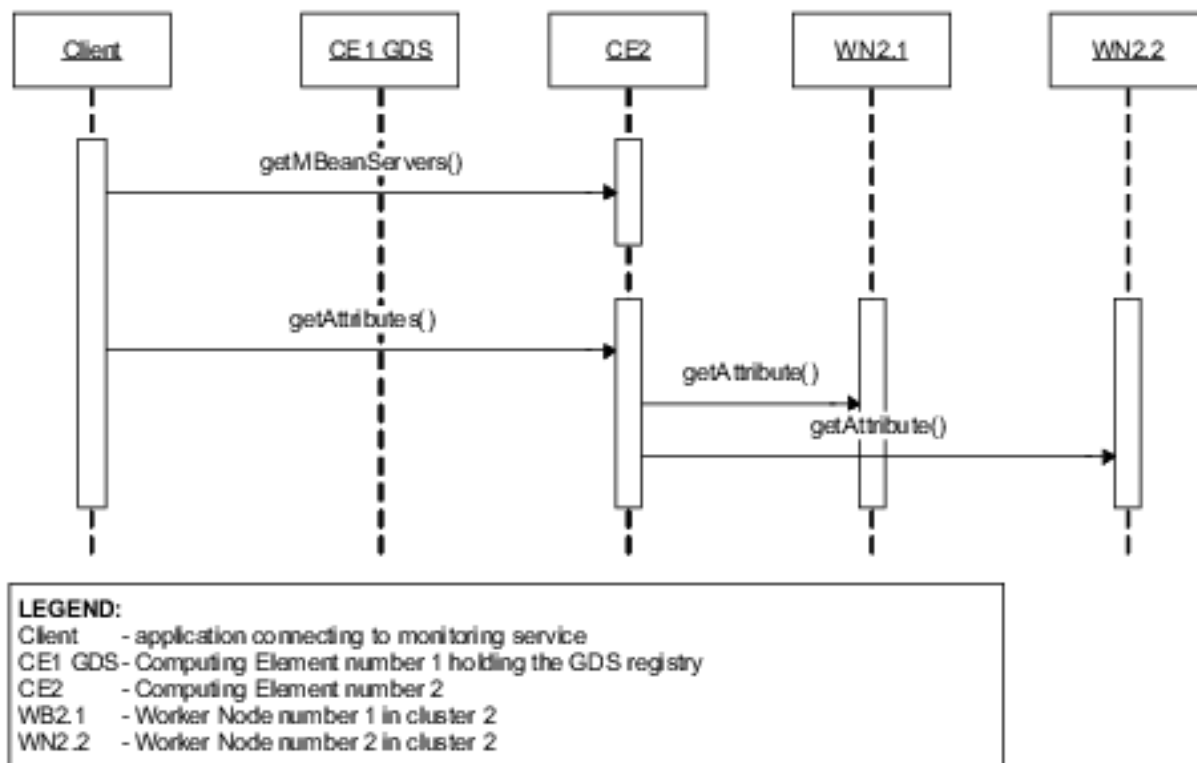 Client CE1 GDS CE2 WN2.1 WN2.2
getMBeanServers()
getAttributes()
getAttribute()
getAttribute()
LEGEND:
Client - application connecting to monitoring service
CE1 GDS - Computing Element number 1 holding the GDS registry
CE2 - Computing Element number 2
WB2.1 - Worker Node number 1 in cluster 2
WN2.2 - Worker Node number 2 in cluster 2